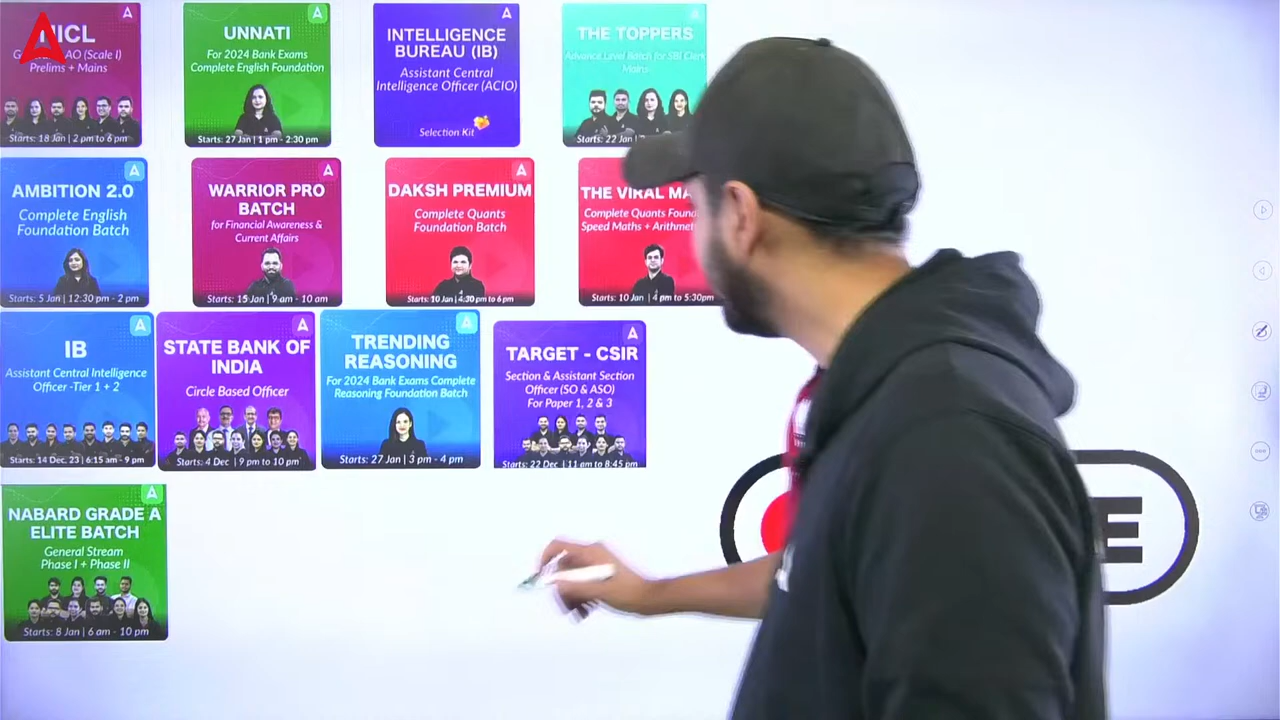 ICL
AO (Scale I)
Prelims + Mains
Starts: 18 Jan | 2 pm to 6 pm
UNNATI
For 2024 Bank Exams
Complete English Foundation
Starts: 27 Jan | 1 pm - 2:30 pm
INTELLIGENCE
BUREAU (IB)
Assistant Central
Intelligence Officer (ACIO)
Selection Kit
THE TOPPERS
Advance Level Batch for SBI Clerk
Mains
Starts: 22 Jan |
AMBITION 2.0
Complete English
Foundation Batch
Starts: 5 Jan | 12:30 pm - 2 pm
WARRIOR PRO
BATCH
for Financial Awareness &
Current Affairs
Starts: 15 Jan | 9 am - 10 am
DAKSH PREMIUM
Complete Quants
Foundation Batch
Starts: 10 Jan | 4:30 pm to 6 pm
THE VIRAL MA
Complete Quants Founda
Speed Maths + Arithme
Starts: 10 Jan | 4 pm to 5:30pm
IB
Assistant Central Intelligence
Officer -Tier 1 + 2
Starts: 14 Dec, 23 | 6:15 am - 9 pm
STATE BANK OF
INDIA
Circle Based Officer
Starts: 4 Dec | 9 pm to 10 pm
TRENDING
REASONING
For 2024 Bank Exams Complete
Reasoning Foundation Batch
Starts: 27 Jan | 3 pm - 4 pm
TARGET - CSIR
Section & Assistant Section
Officer (SO & ASO)
For Paper 1, 2 & 3
Starts: 22 Dec | 11 am to 8:45 pm
NABARD GRADE A
ELITE BATCH
General Stream
Phase I + Phase II
Starts: 8 Jan | 6 am - 10 pm
E